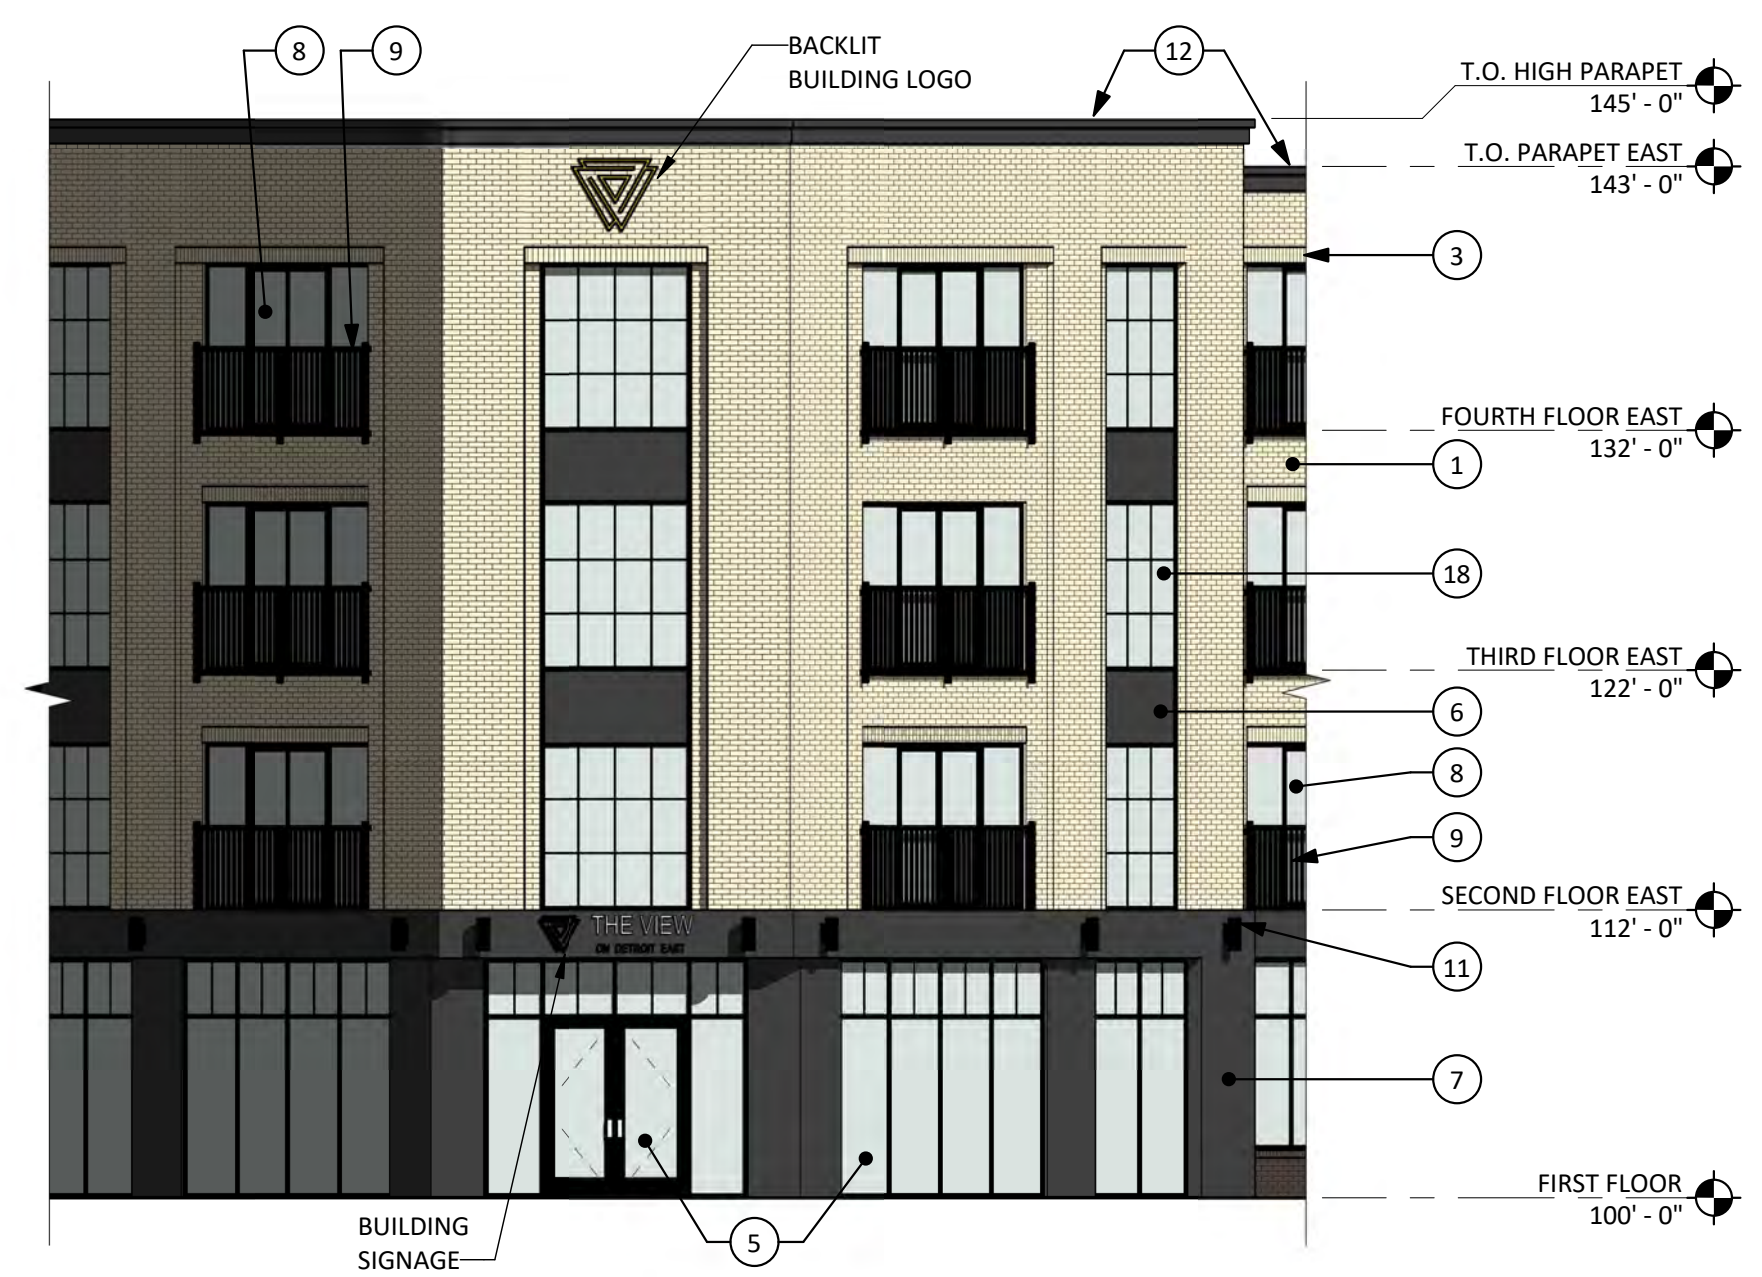 8
9
BACKLIT
BUILDING LOGO
12
T.O. HIGH PARAPET
145' - 0"
T.O. PARAPET EAST
143' - 0"
3
FOURTH FLOOR EAST
132' - 0"
1
18
THIRD FLOOR EAST
122' - 0"
6
8
9
SECOND FLOOR EAST
112' - 0"
THE VIEW
ON DETROIT EAST
11
7
FIRST FLOOR
100' - 0"
BUILDING
SIGNAGE
5